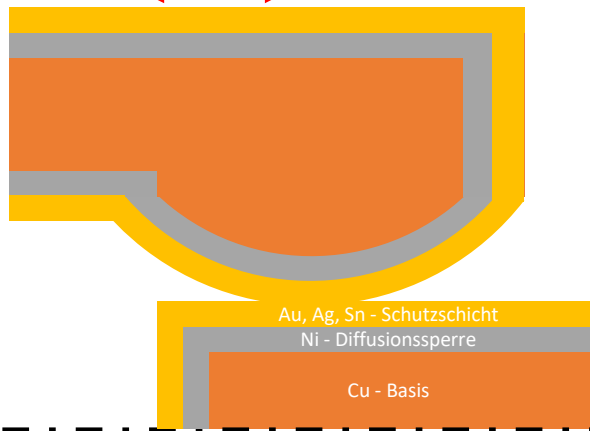 Au, Ag, Sn - Schutzschicht
Ni - Diffusionssperre
Cu - Basis